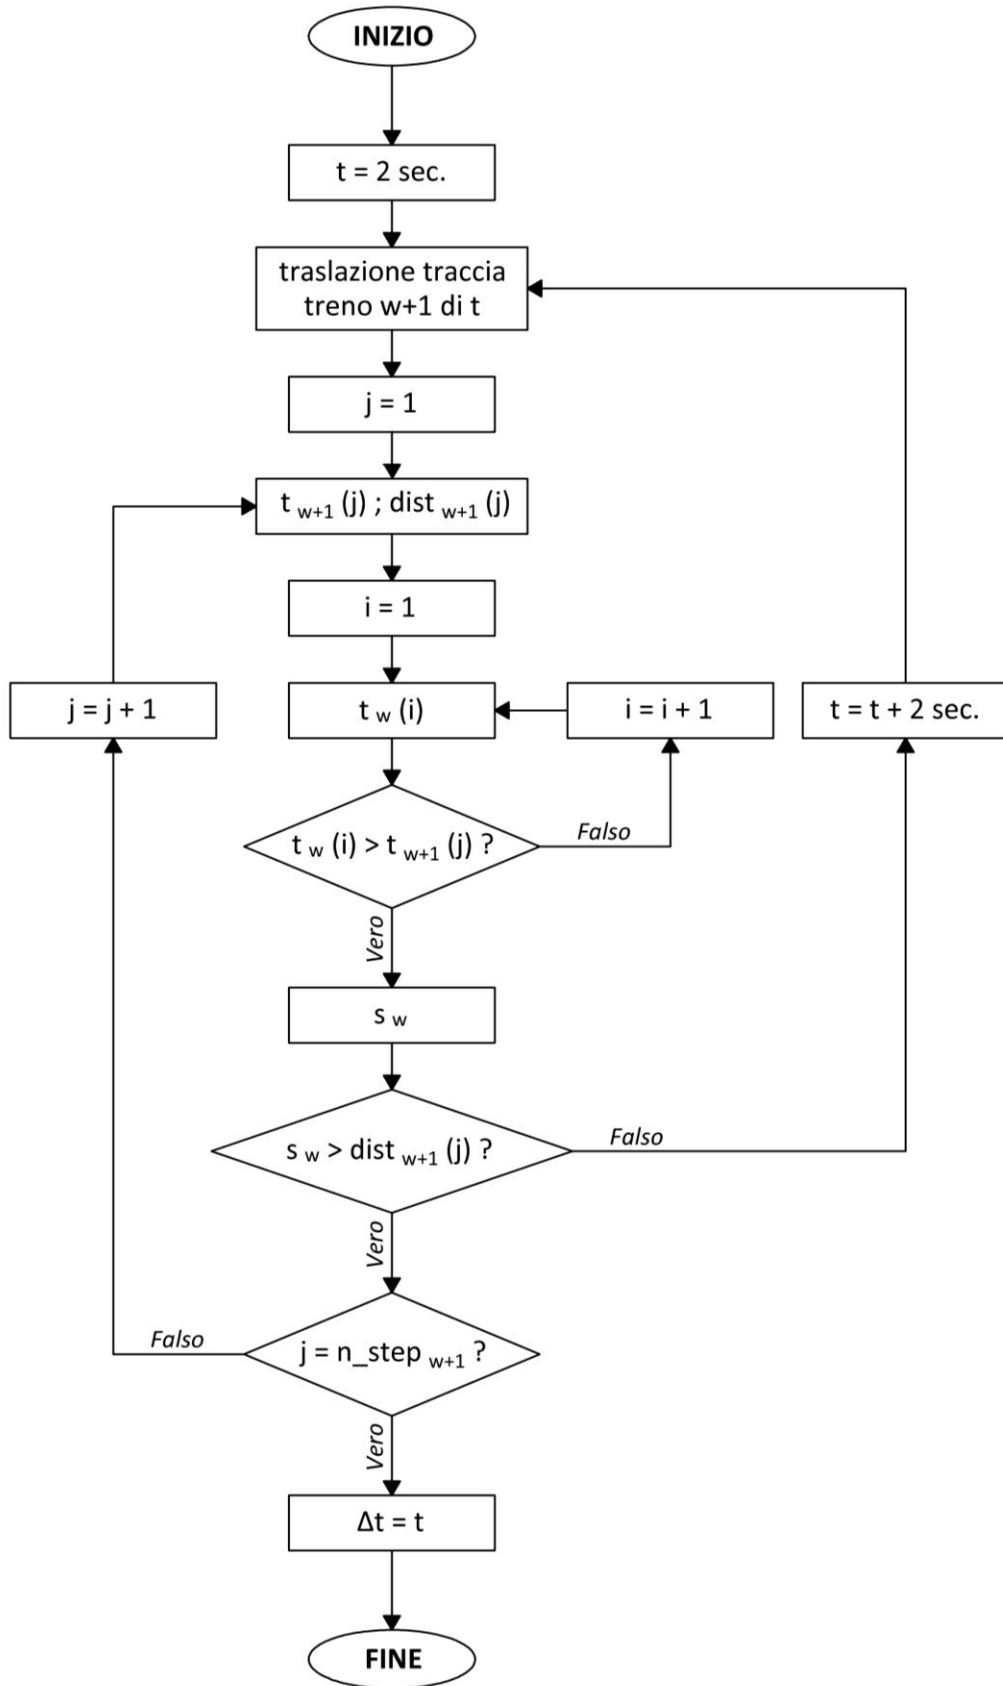 INIZIO
t = 2 sec.
traslazione traccia
treno w+1 di t
j = 1
t w+1 (j) ; dist w+1 (j)
i = 1
j = j + 1
t w (i)
i = i + 1
t = t + 2 sec.
t w (i) > t w+1 (j) ?
Falso
Vero
s w
s w > dist w+1 (j) ?
Falso
Vero
j = n_step w+1 ?
Falso
Vero
Δt = t
FINE